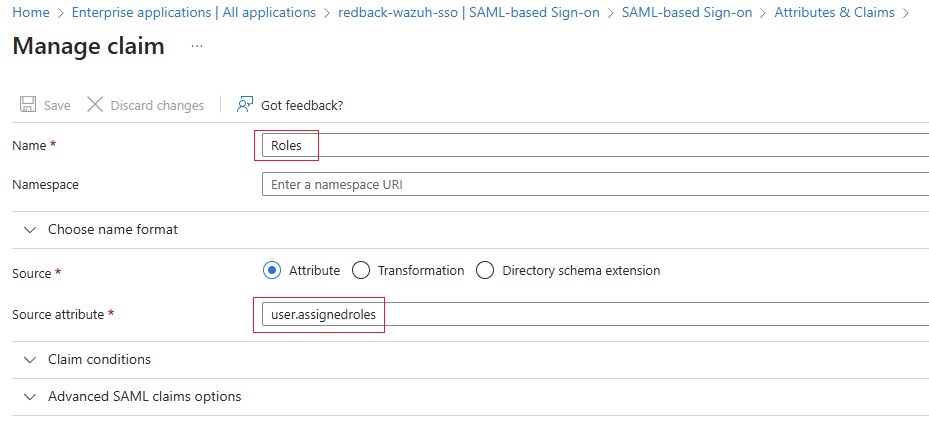 Home > Enterprise applications | All applications > redback-wazuh-sso | SAML-based Sign-on > SAML-based Sign-on > Attributes & Claims >
Manage claim ...
Save Discard changes Got feedback?
Name * Roles
Namespace Enter a namespace URI
Choose name format
Source * Attribute Transformation Directory schema extension
Source attribute * user.assignedroles
Claim conditions
Advanced SAML claims options